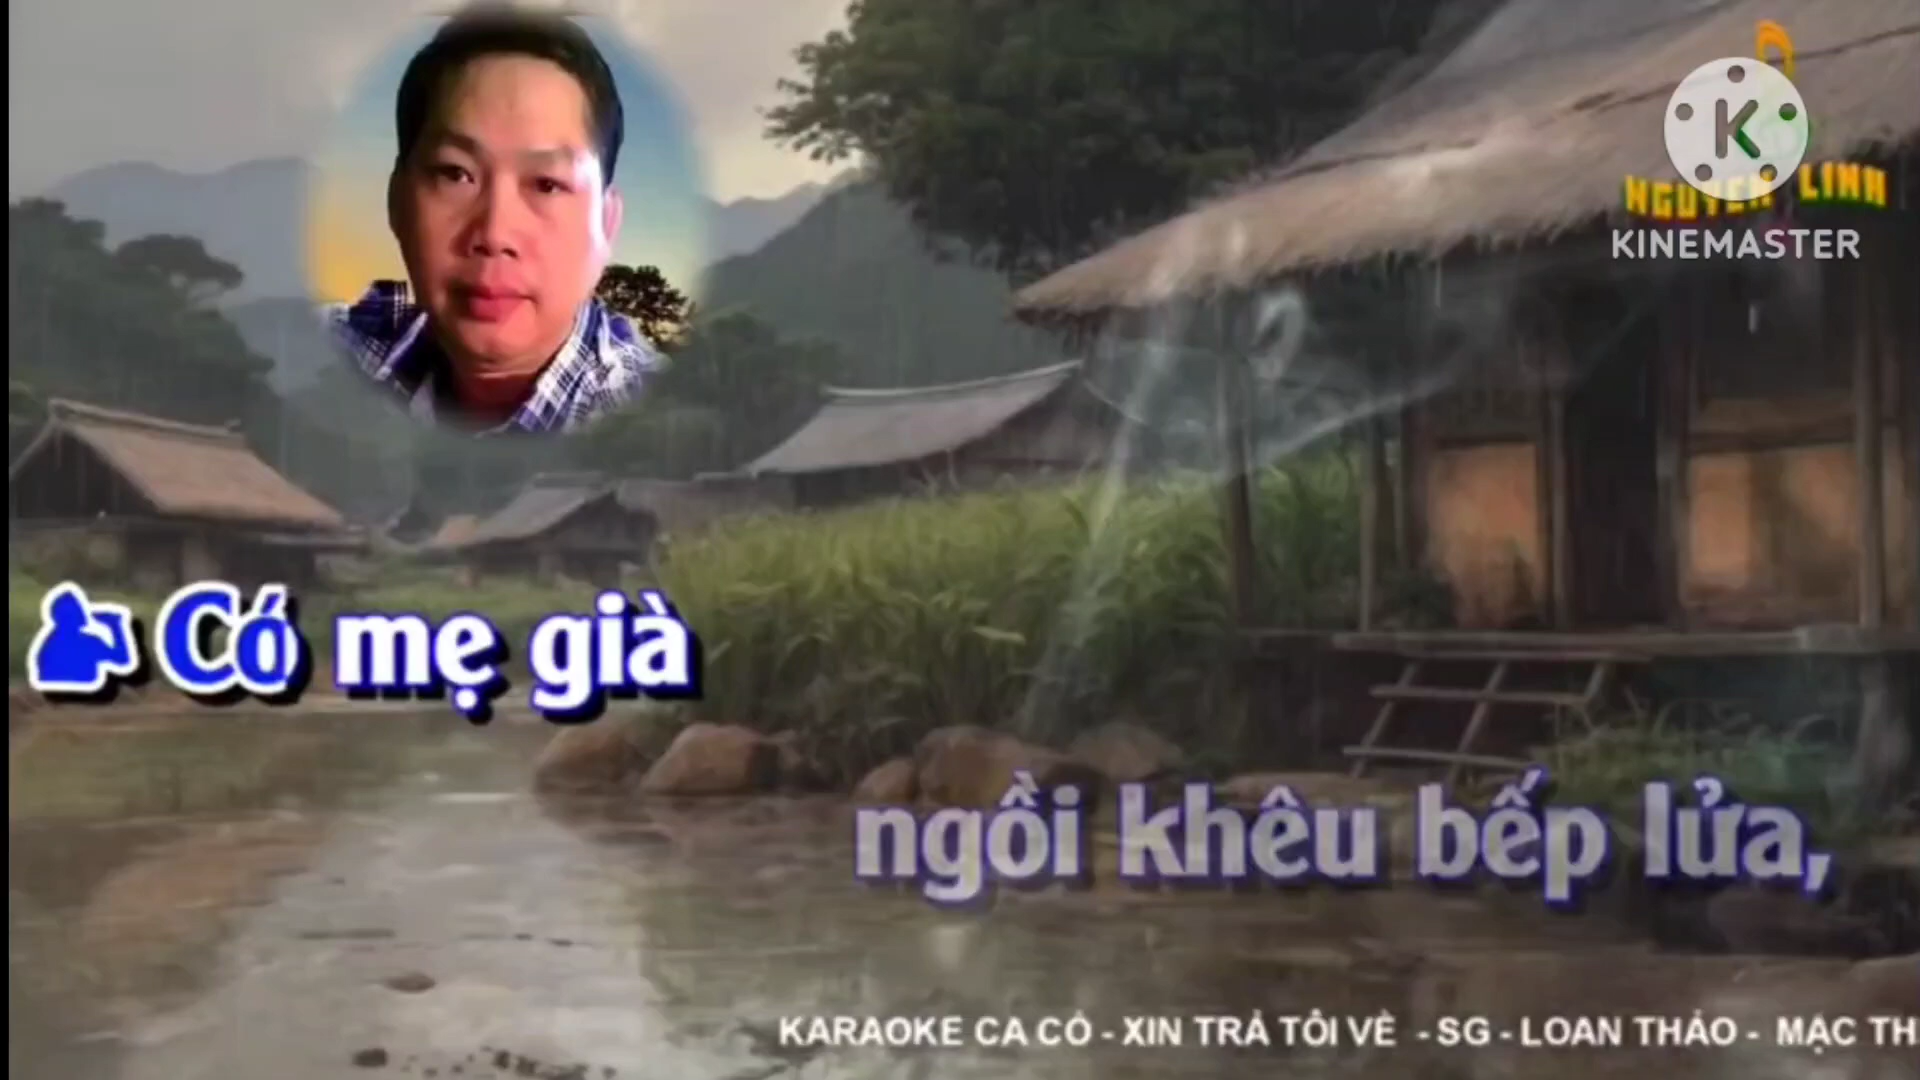 K
NGUYEN LINH
KINEMASTER
Có mẹ già
ngồi khêu bếp lửa,
KARAOKE CA CỔ - XIN TRẢ TÔI VỀ - SG - LOAN THẢO - MẠC TH